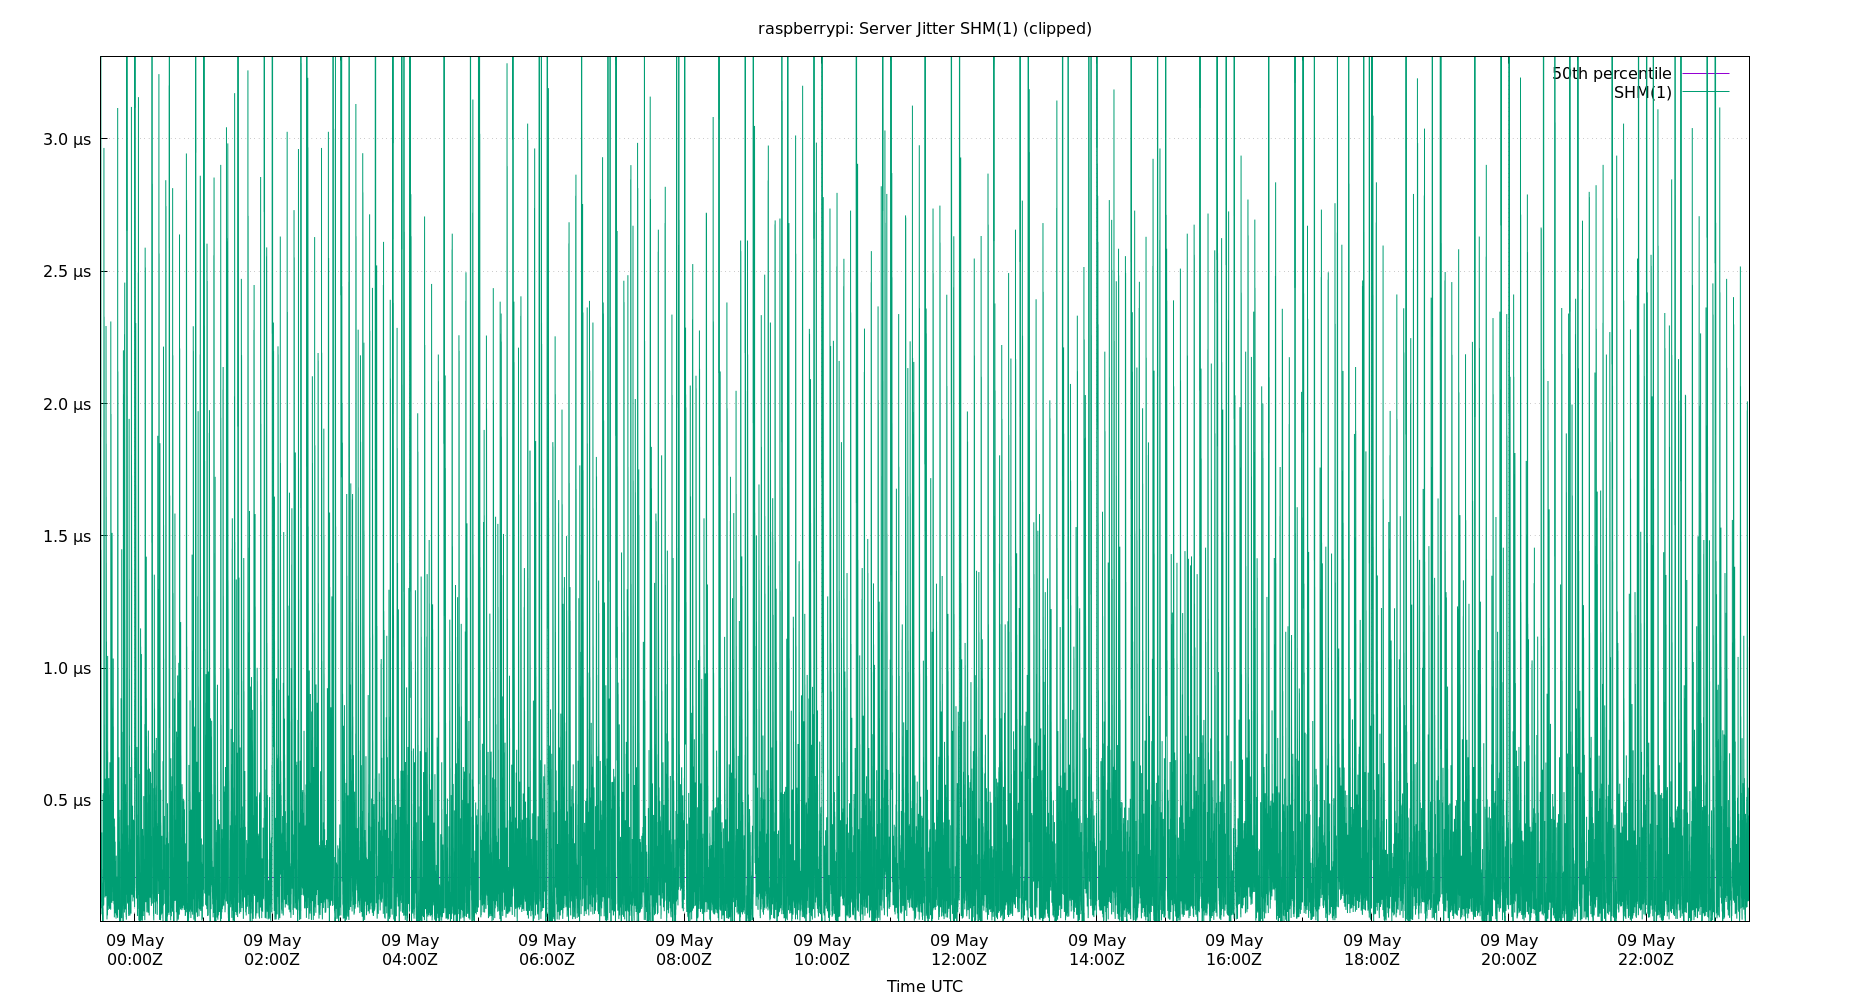 raspberrypi: Server Jitter SHM(1) (clipped)
50th percentile
SHM(1)
3.0 µs
2.5 µs
2.0 µs
1.5 µs
1.0 µs
0.5 µs
09 May 09 May 09 May 09 May 09 May 09 May 09 May 09 May 09 May 09 May 09 May 09 May
00:00Z 02:00Z 04:00Z 06:00Z 08:00Z 10:00Z 12:00Z 14:00Z 16:00Z 18:00Z 20:00Z 22:00Z
Time UTC